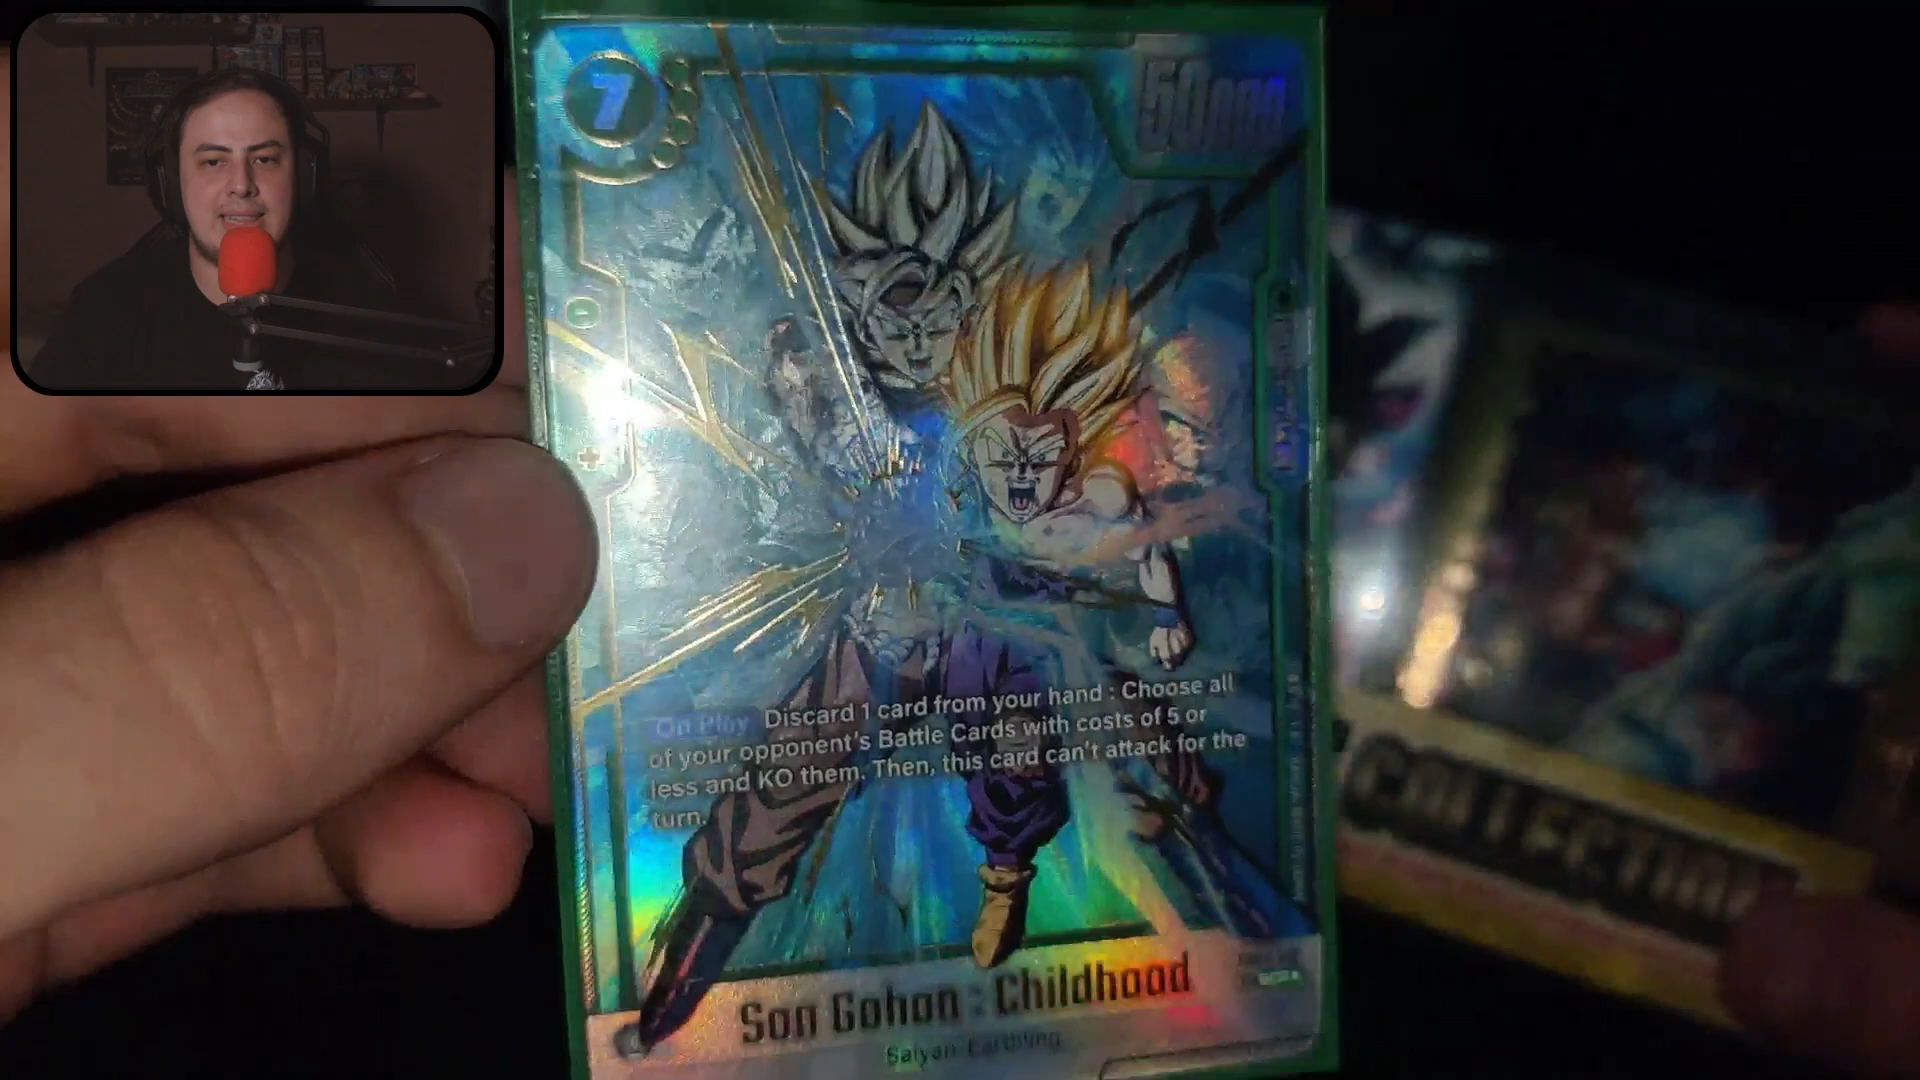 7
50000
On Play Discard 1 card from your hand : Choose all
of your opponent's Battle Cards with costs of 5 or
less and KO them. Then, this card can't attack for the
turn.
Son Gohan : Childhood
Saiyan/Earthling
COLLECTION